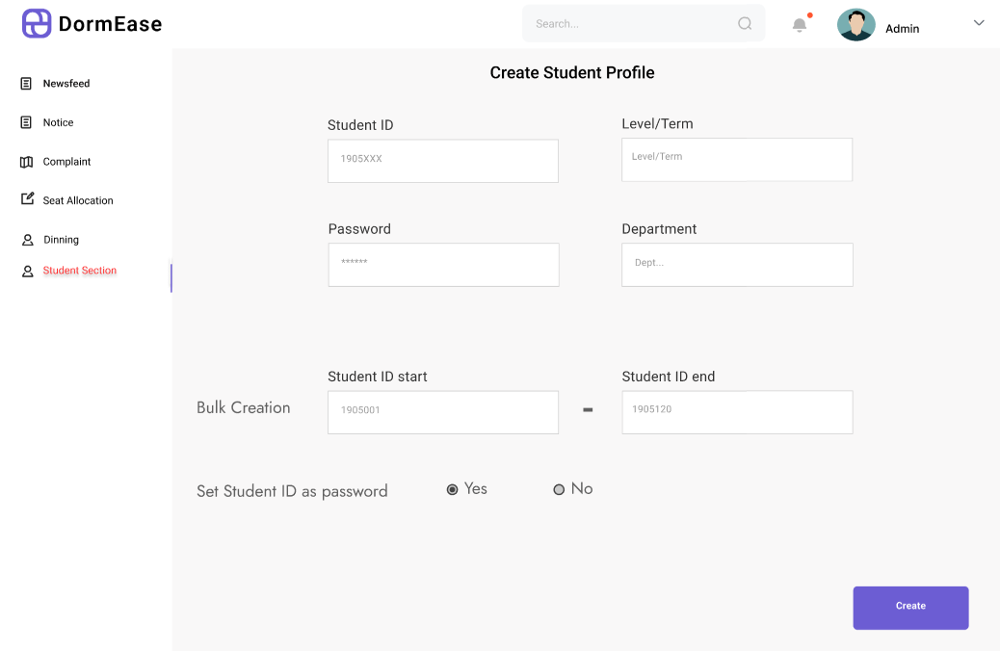 DormEase
Search...
Admin
Newsfeed
Notice
Complaint
Seat Allocation
Dinning
Student Section
Create Student Profile
Student ID
Level/Term
1905XXX
Level/Term
Password
Department
******
Dept...
Student ID start
Student ID end
Bulk Creation
1905001
-
1905120
Set Student ID as password
Yes
No
Create